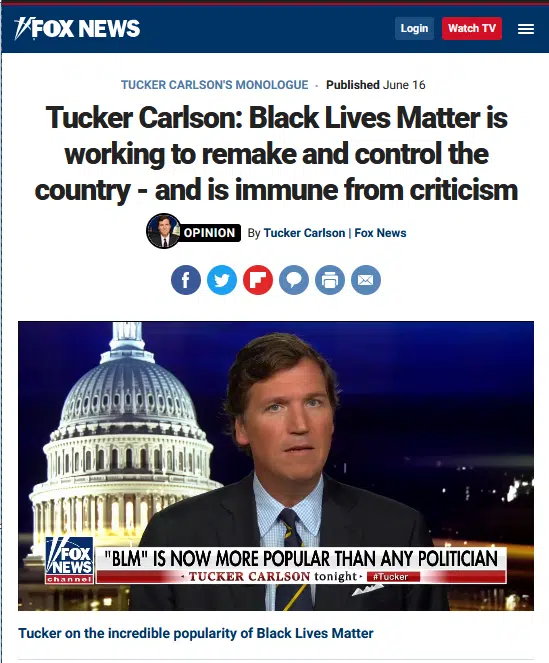 FOX NEWS
Login
Watch TV
TUCKER CARLSON'S MONOLOGUE · Published June 16
Tucker Carlson: Black Lives Matter is
working to remake and control the
country - and is immune from criticism
OPINION By Tucker Carlson | Fox News
FOX
NEWS
channel
"BLM" IS NOW MORE POPULAR THAN ANY POLITICIAN
· TUCKER CARLSON tonight · #Tucker
Tucker on the incredible popularity of Black Lives Matter